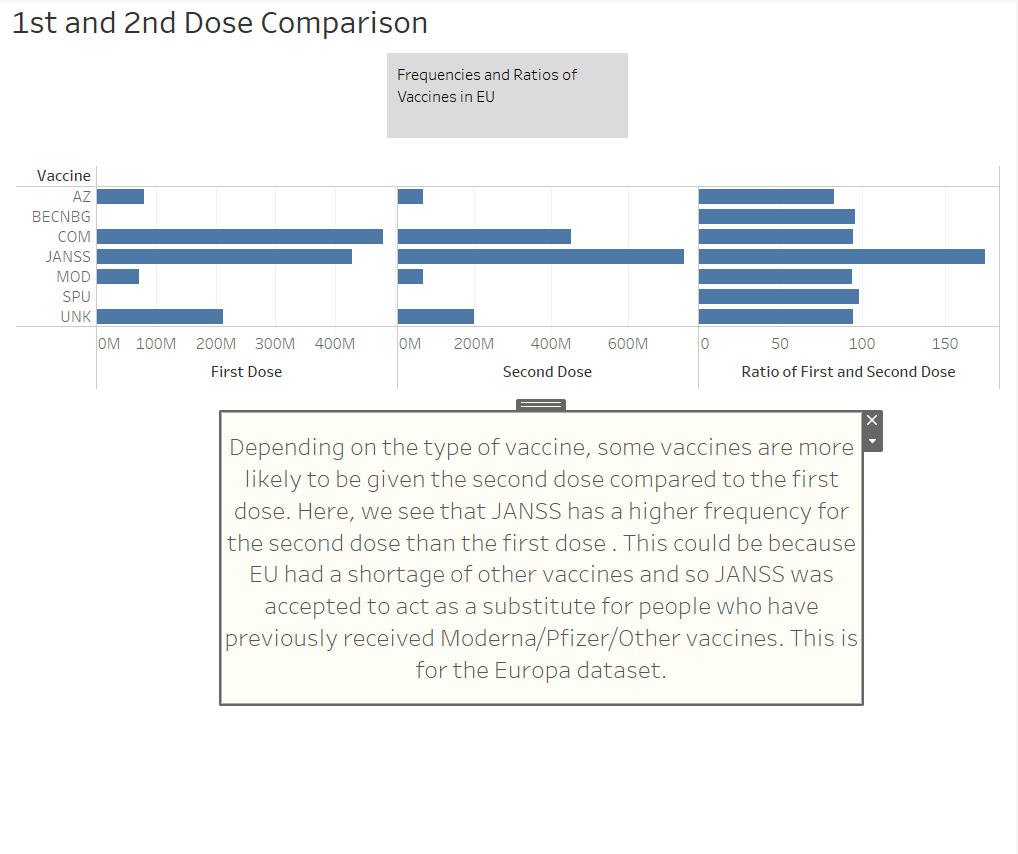 1st and 2nd Dose Comparison
Frequencies and Ratios of
Vaccines in EU
Vaccine
AZ
BECNBG
COM
JANSS
MOD
SPU
UNK
0M 100M 200M 300M 400M
0M 200M 400M 600M
0 50 100 150
First Dose
Second Dose
Ratio of First and Second Dose
Depending on the type of vaccine, some vaccines are more
likely to be given the second dose compared to the first
dose. Here, we see that JANSS has a higher frequency for
the second dose than the first dose . This could be because
EU had a shortage of other vaccines and so JANSS was
accepted to act as a substitute for people who have
previously received Moderna/Pfizer/Other vaccines. This is
for the Europa dataset.